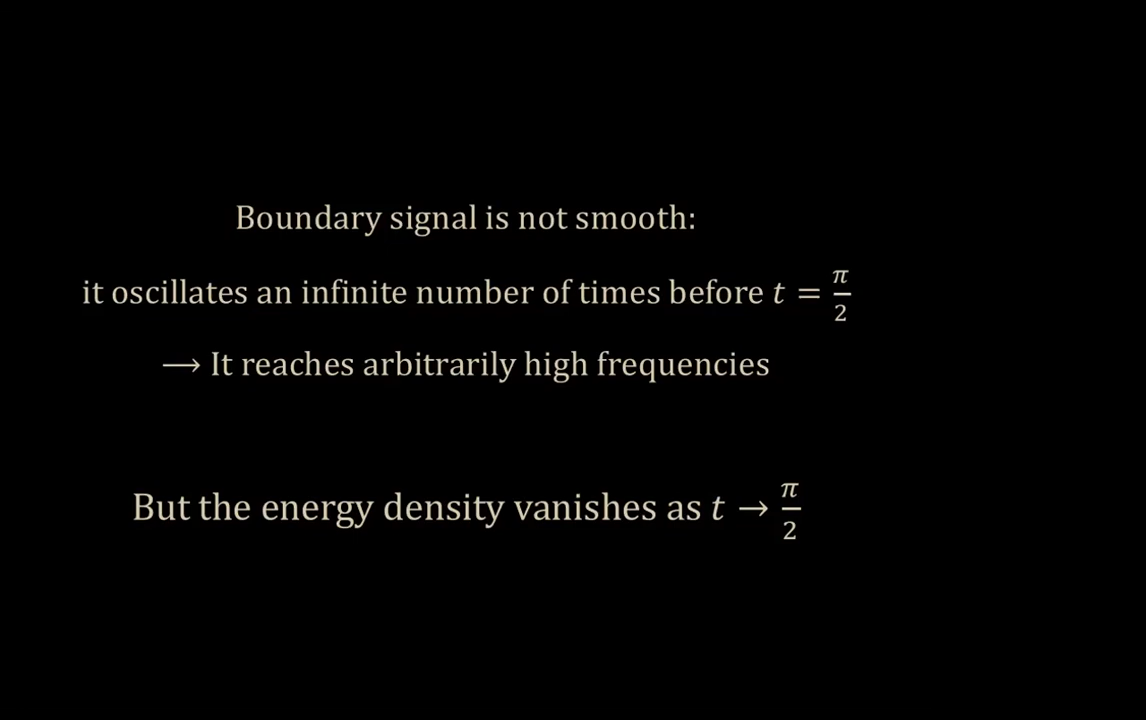 Boundary signal is not smooth:
it oscillates an infinite number of times before t = π/2
⟶ It reaches arbitrarily high frequencies
But the energy density vanishes as t → π/2